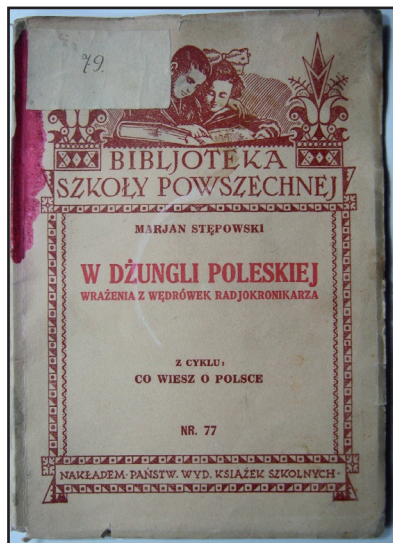 79.
BIBLJOTEKA
SZKOŁY POWSZECHNEJ
MARJAN STĘPOWSKI
W DŻUNGLI POLESKIEJ
WRAŻENIA Z WĘDRÓWEK RADJOKRONIKARZA
Z CYKLU:
CO WIESZ O POLSCE
NR. 77
NAKŁADEM · PAŃSTW. WYD. KSIĄŻEK SZKOLNYCH ·